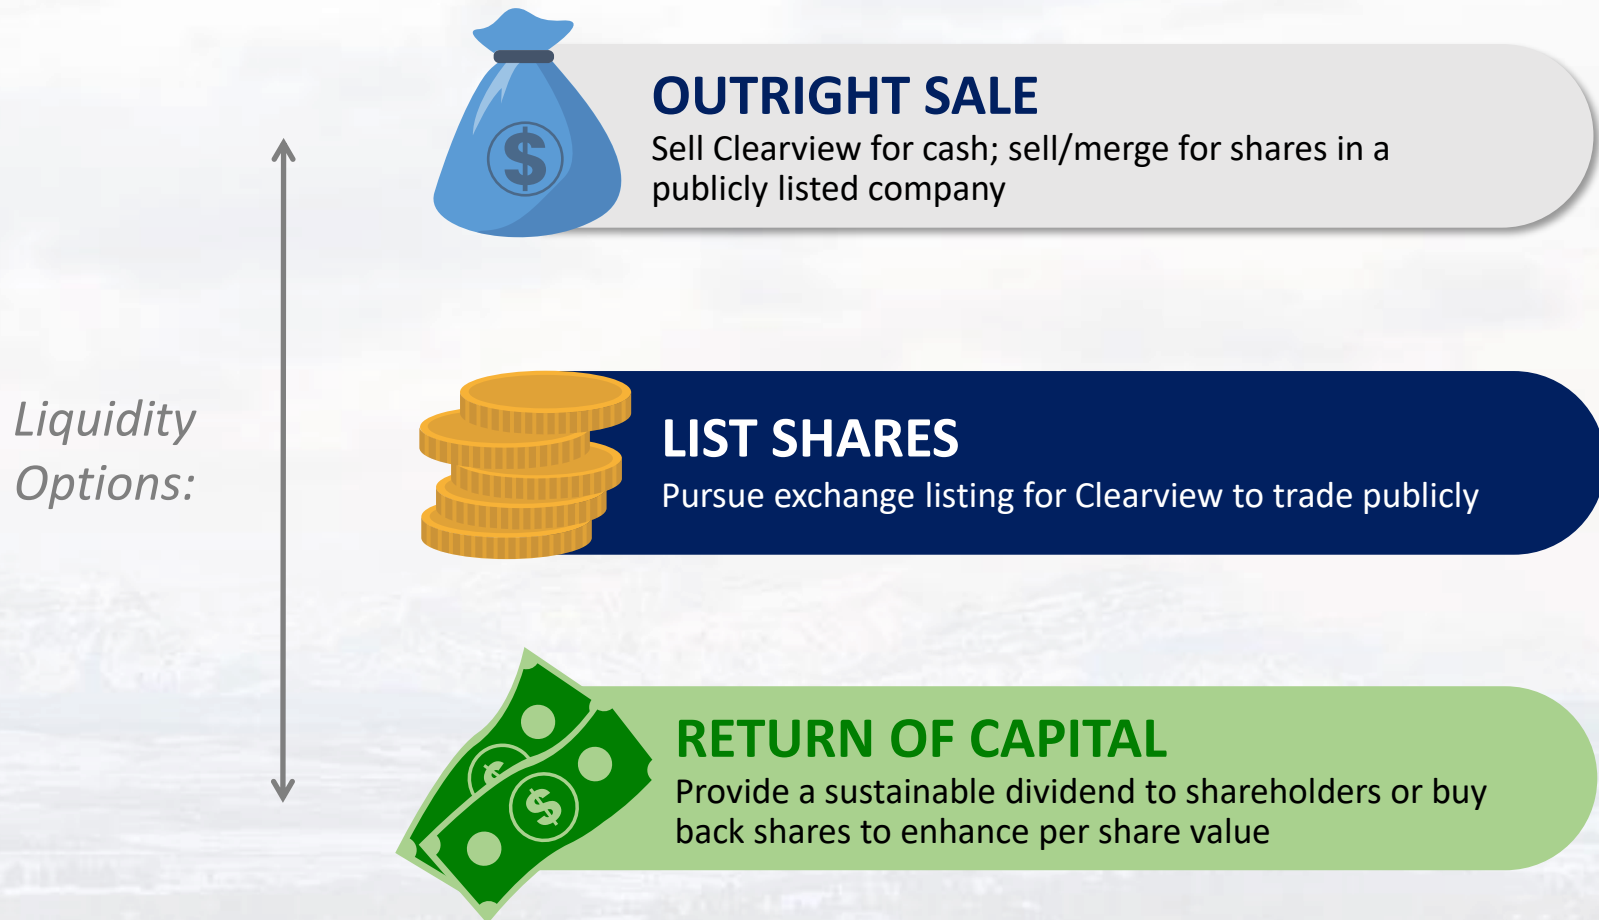 OUTRIGHT SALE
Sell Clearview for cash; sell/merge for shares in a
publicly listed company
Liquidity
Options:
LIST SHARES
Pursue exchange listing for Clearview to trade publicly
RETURN OF CAPITAL
Provide a sustainable dividend to shareholders or buy
back shares to enhance per share value
$
$
$